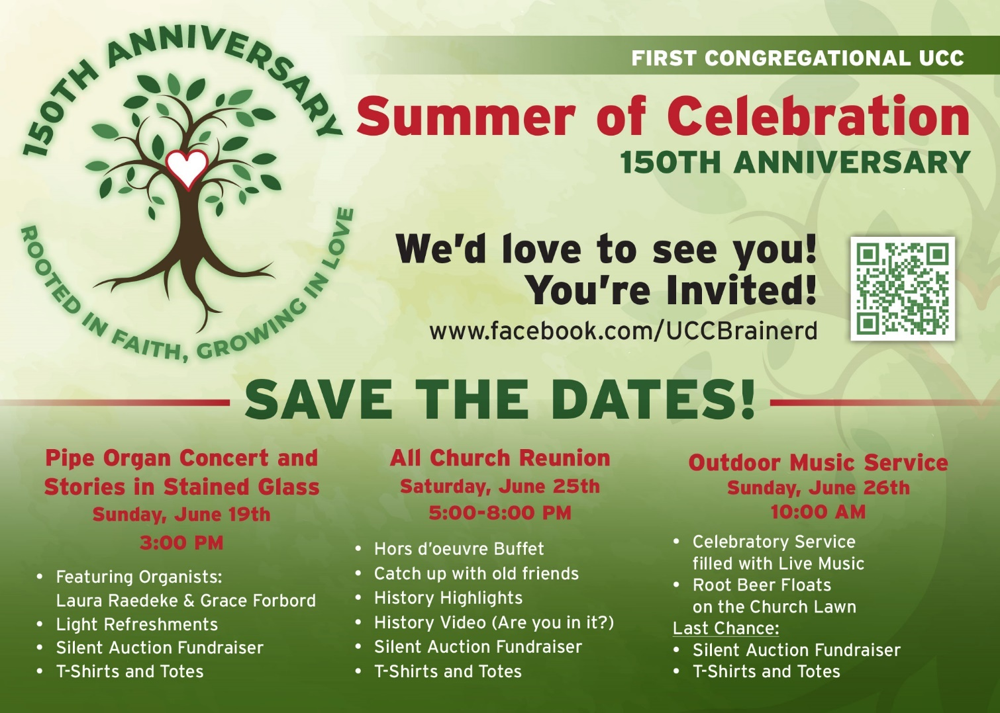 150TH ANNIVERSARY
ROOTED IN FAITH, GROWING IN LOVE
FIRST CONGREGATIONAL UCC
Summer of Celebration
150TH ANNIVERSARY
We'd love to see you!
You're Invited!
www.facebook.com/UCCBrainerd
SAVE THE DATES!
Pipe Organ Concert and
Stories in Stained Glass
Sunday, June 19th
3:00 PM
• Featuring Organists:
Laura Raedeke & Grace Forbord
• Light Refreshments
• Silent Auction Fundraiser
• T-Shirts and Totes
All Church Reunion
Saturday, June 25th
5:00-8:00 PM
• Hors d'oeuvre Buffet
• Catch up with old friends
• History Highlights
• History Video (Are you in it?)
• Silent Auction Fundraiser
• T-Shirts and Totes
Outdoor Music Service
Sunday, June 26th
10:00 AM
• Celebratory Service
filled with Live Music
• Root Beer Floats
on the Church Lawn
Last Chance:
• Silent Auction Fundraiser
• T-Shirts and Totes